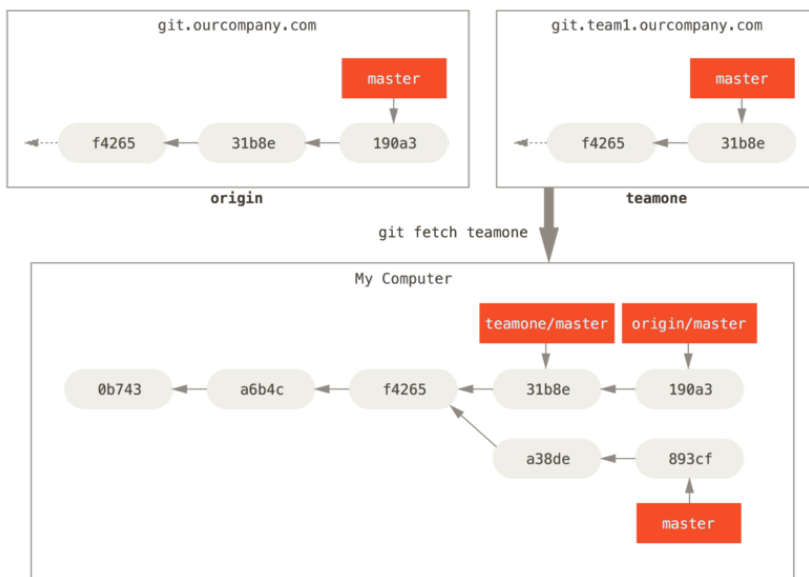 git.ourcompany.com
master
f4265 31b8e 190a3
origin
git.team1.ourcompany.com
master
f4265 31b8e
teamone
git fetch teamone
My Computer
teamone/master origin/master
0b743 a6b4c f4265 31b8e 190a3
a38de 893cf
master